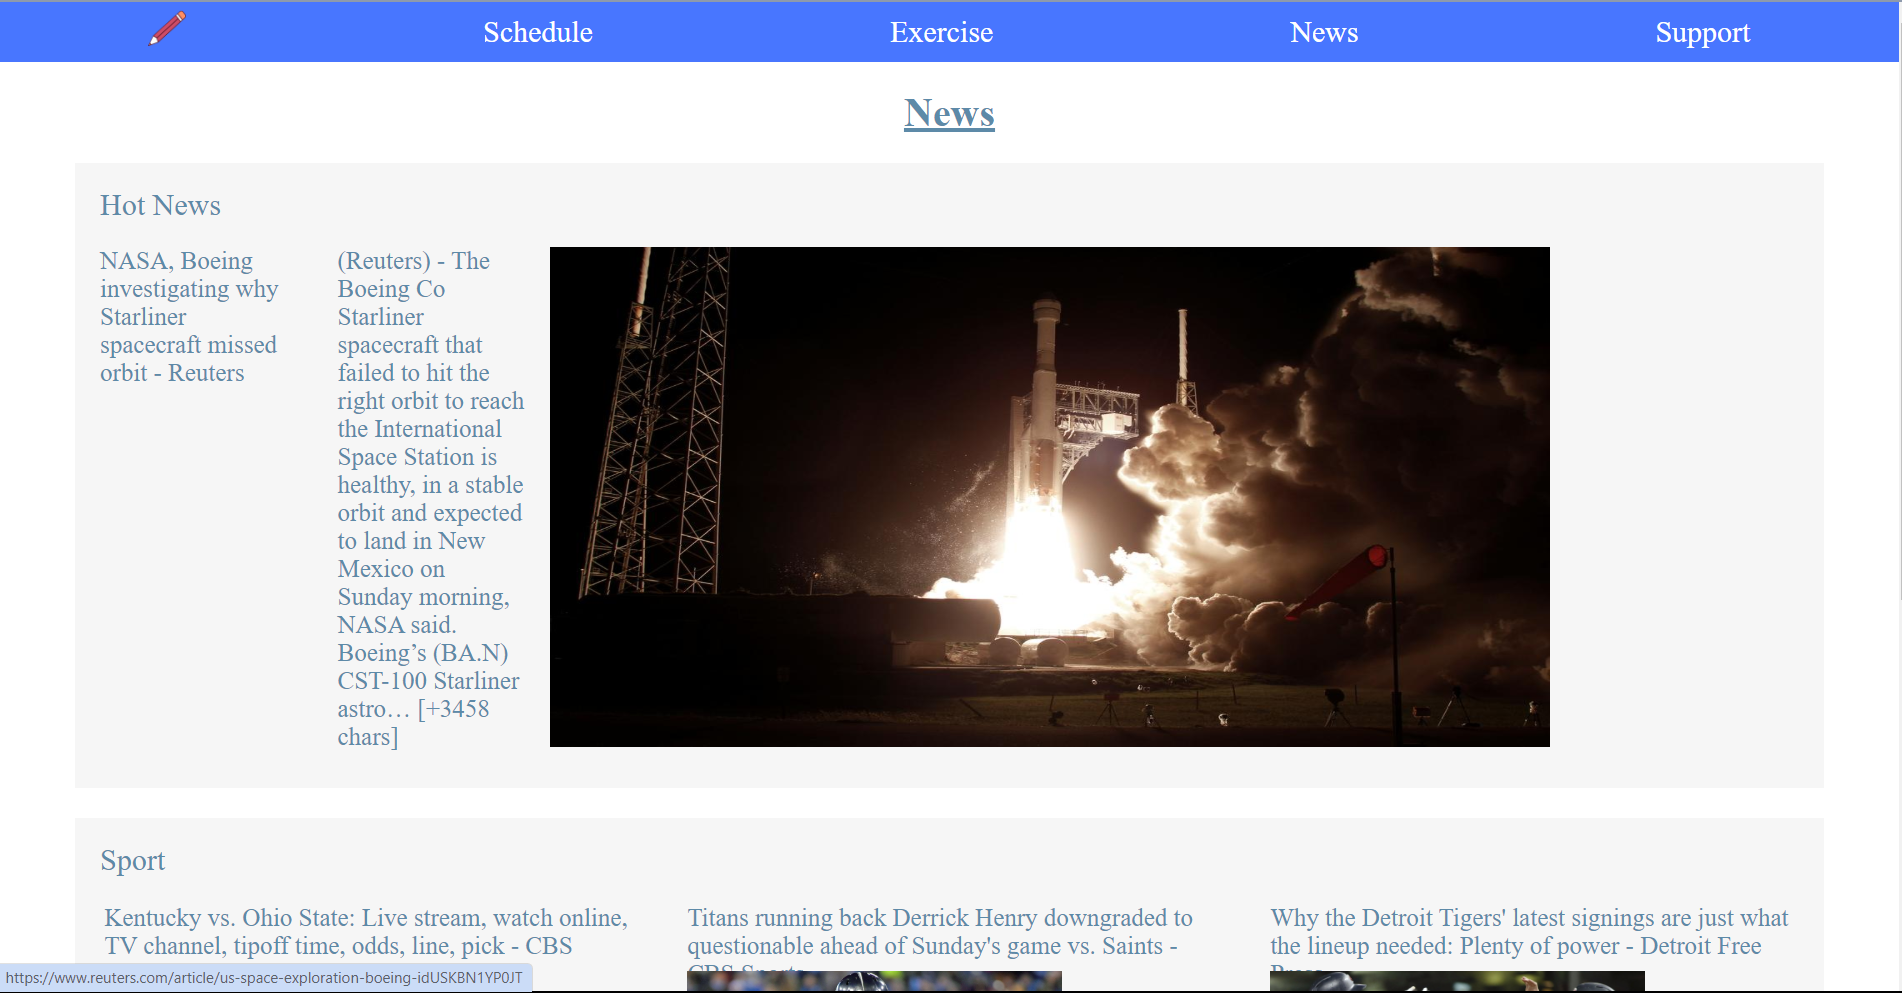 Schedule
Exercise
News
Support
News
Hot News
NASA, Boeing
investigating why
Starliner
spacecraft missed
orbit - Reuters
(Reuters) - The
Boeing Co
Starliner
spacecraft that
failed to hit the
right orbit to reach
the International
Space Station is
healthy, in a stable
orbit and expected
to land in New
Mexico on
Sunday morning,
NASA said.
Boeing’s (BA.N)
CST-100 Starliner
astro… [+3458
chars]
Sport
Kentucky vs. Ohio State: Live stream, watch online,
TV channel, tipoff time, odds, line, pick - CBS
Titans running back Derrick Henry downgraded to
questionable ahead of Sunday's game vs. Saints -
CBS Sports
Why the Detroit Tigers' latest signings are just what
the lineup needed: Plenty of power - Detroit Free
Press
https://www.reuters.com/article/us-space-exploration-boeing-idUSKBN1YP0JT